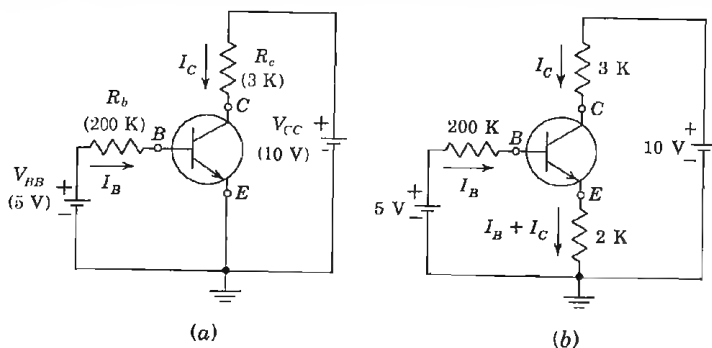 I_C
R_c
(3 K)
C
R_b
(200 K)
B
V_CC
(10 V)
+
−
V_BB
(5 V)
+
−
I_B
E
(a)
I_C
3 K
C
200 K
B
10 V
+
−
I_B
E
5 V
+
−
I_B + I_C
2 K
(b)